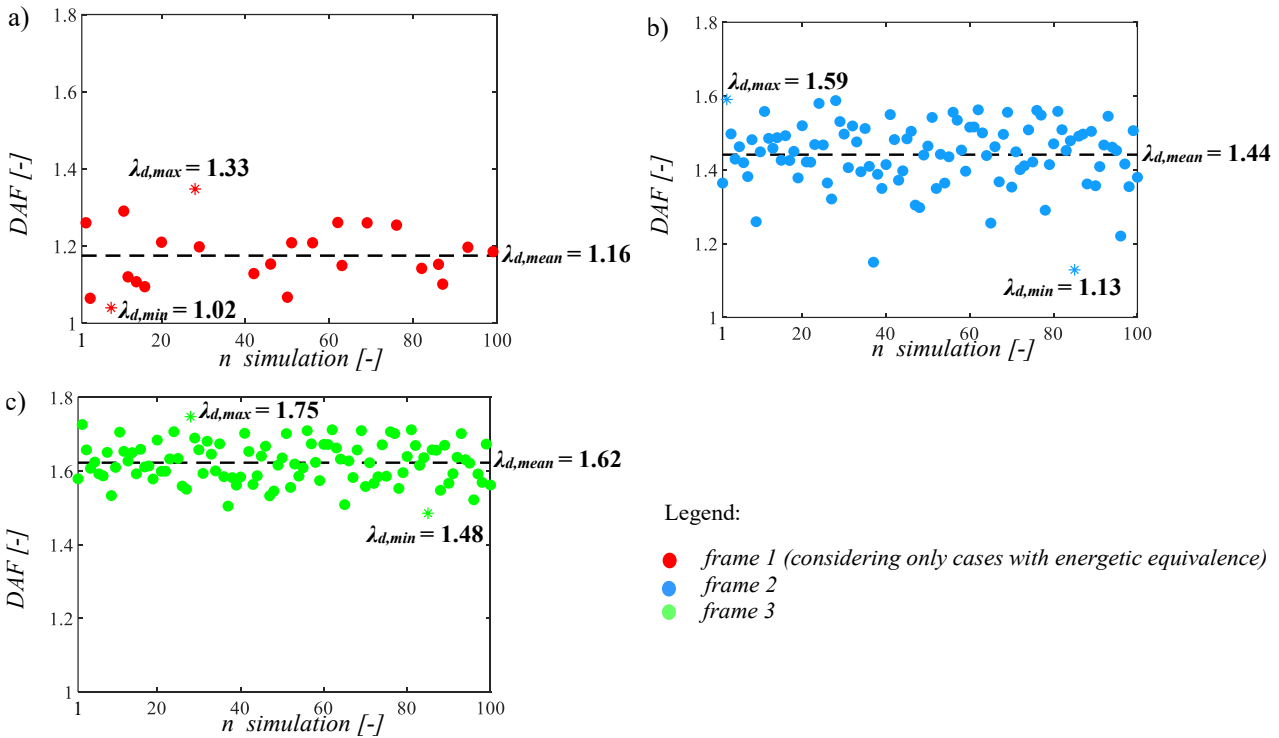 a)
1.8
1.6
1.4
1.2
1
DAF [-]
λd,max = 1.33
λd,mean = 1.16
λd,min = 1.02
1
20
40
60
80
100
n simulation [-]
b)
1.8
1.6
1.4
1.2
1
DAF [-]
λd,max = 1.59
λd,mean = 1.44
λd,min = 1.13
1
20
40
60
80
100
n simulation [-]
c)
1.8
1.6
1.4
1.2
1
DAF [-]
λd,max = 1.75
λd,mean = 1.62
λd,min = 1.48
1
20
40
60
80
100
n simulation [-]
Legend:
frame 1 (considering only cases with energetic equivalence)
frame 2
frame 3